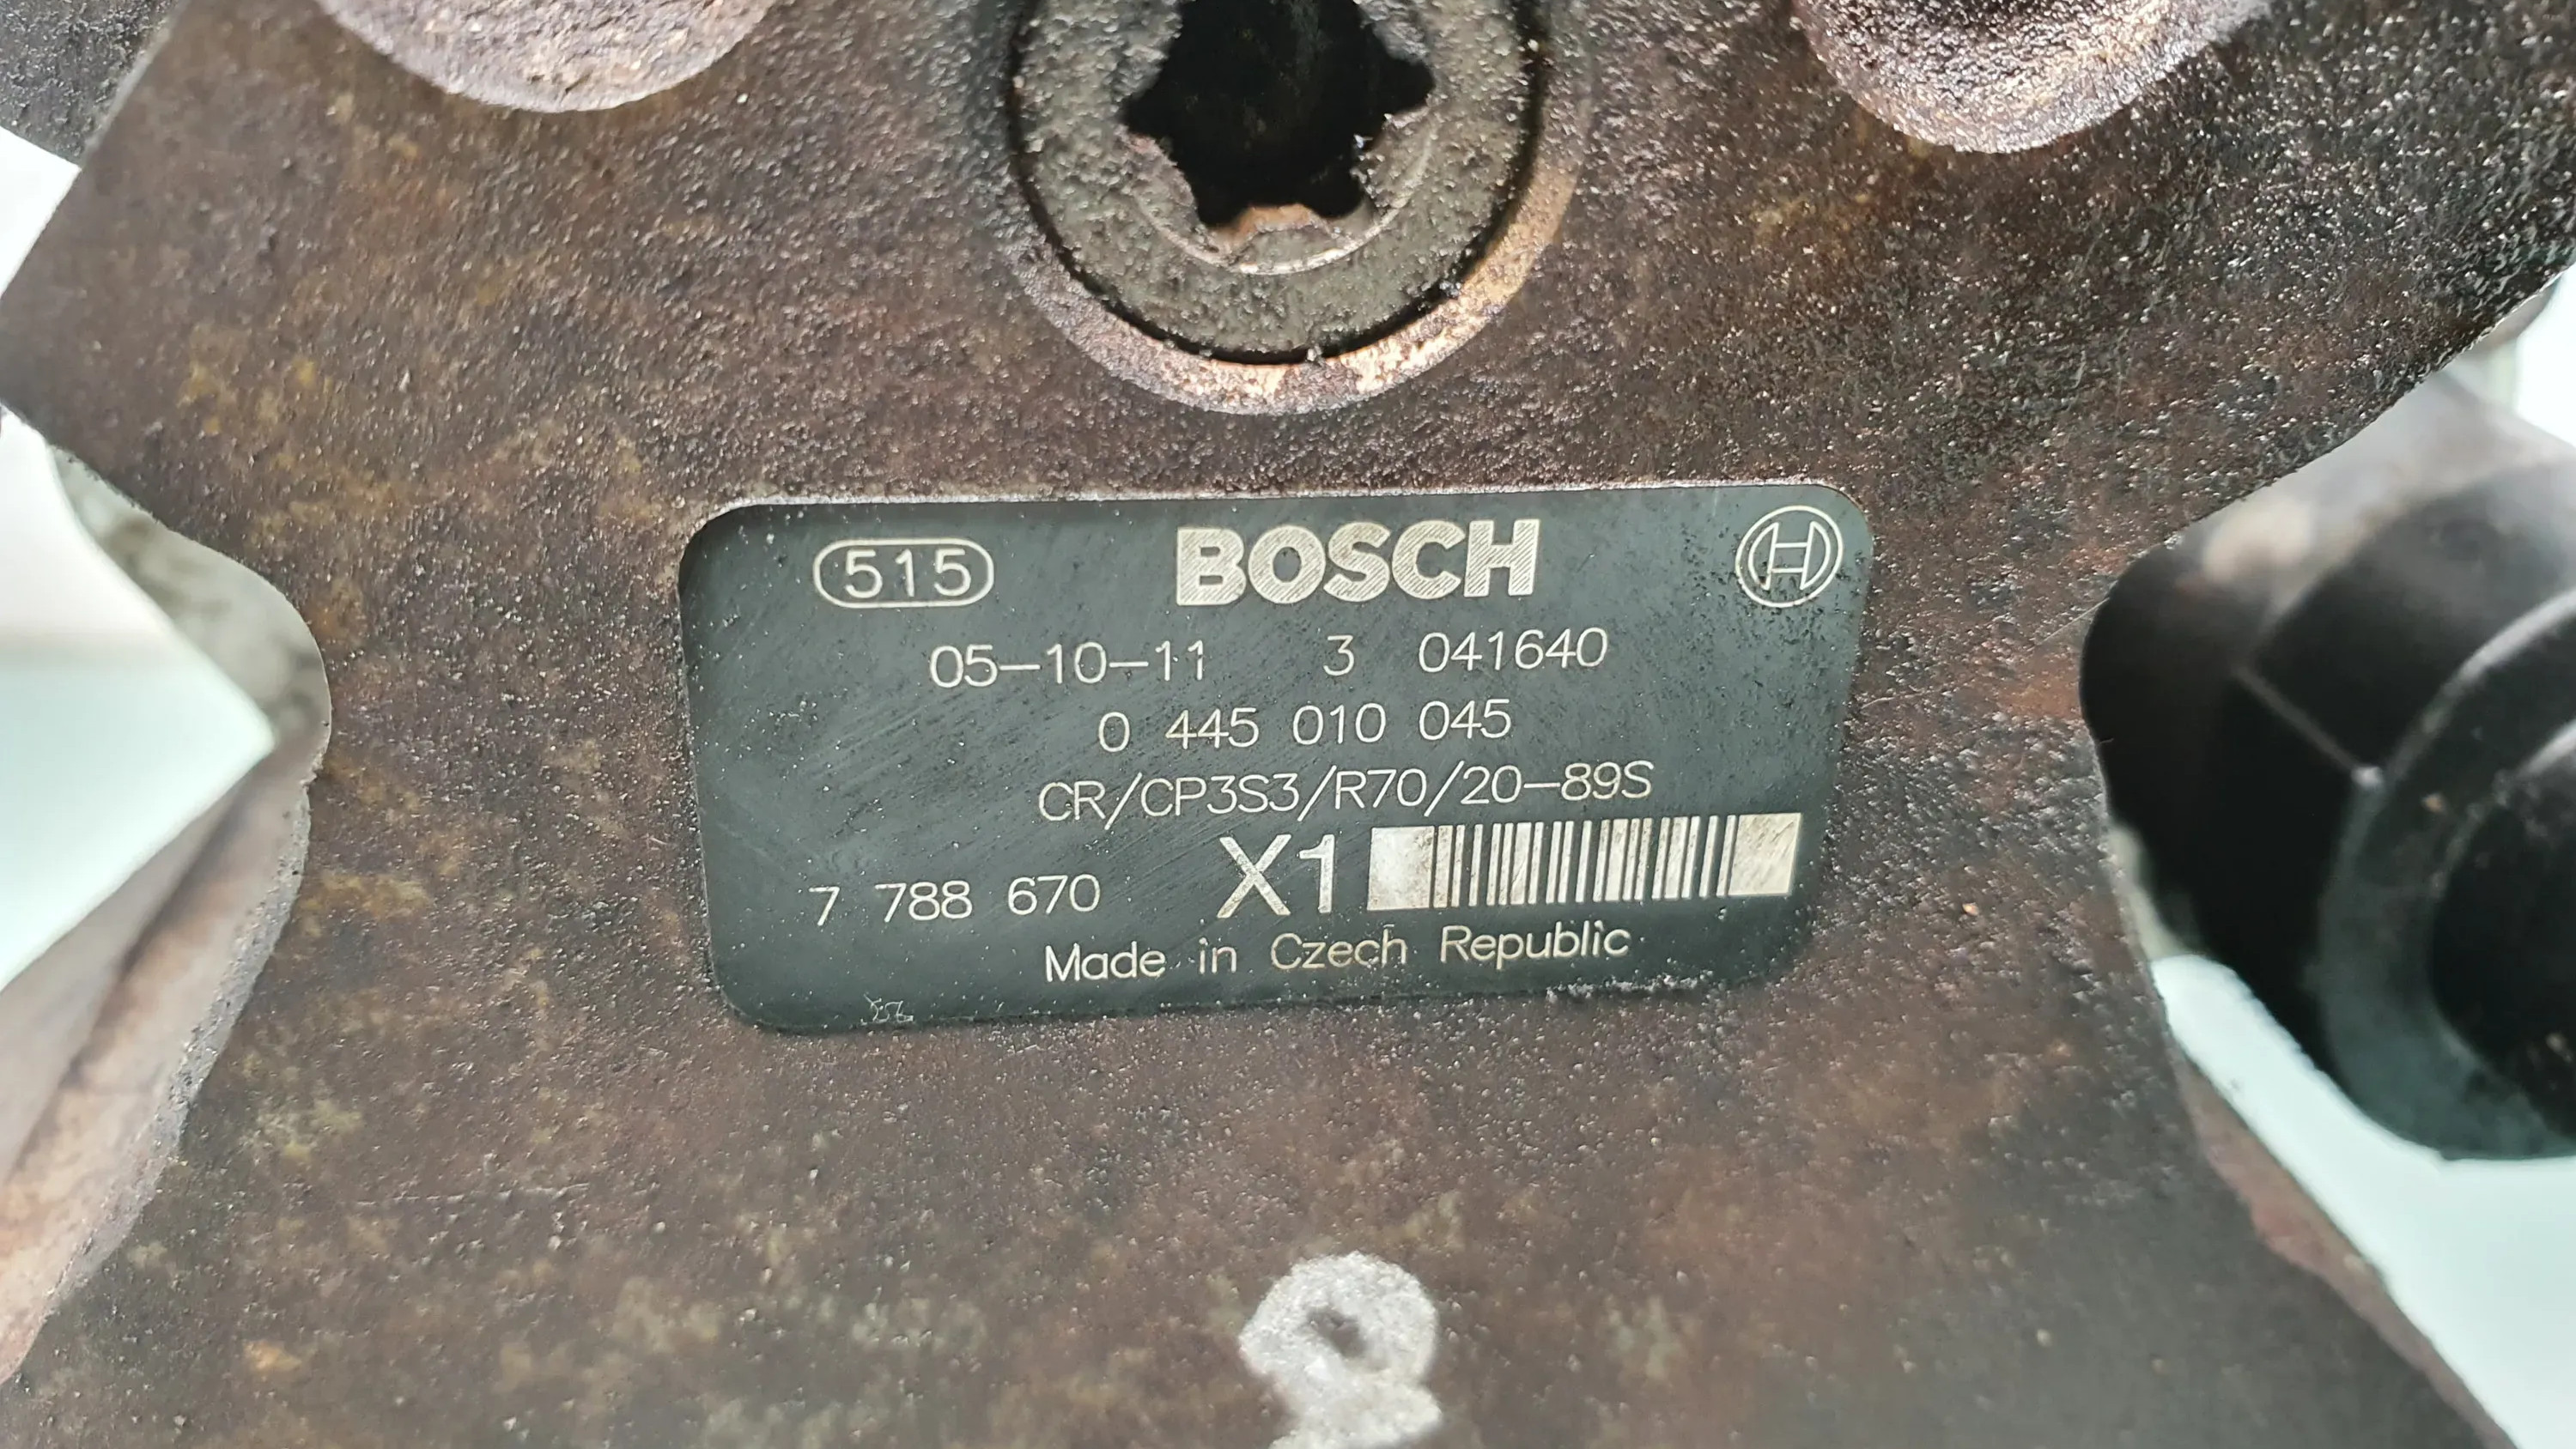 515 BOSCH
05-10-11 3 041640
0 445 010 045
CR/CP3S3/R70/20-89S
7 788 670 X1
Made in Czech Republic